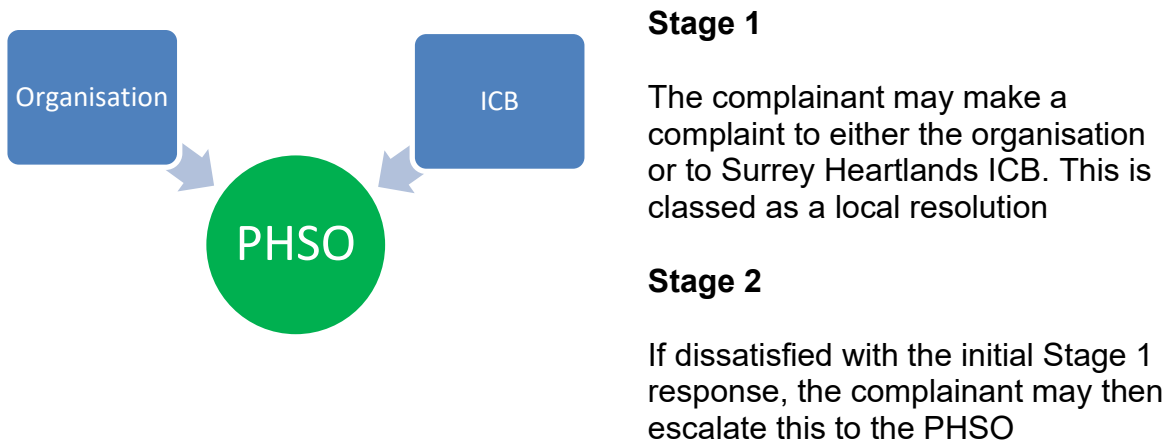 Organisation
ICB
PHSO
Stage 1
The complainant may make a
complaint to either the organisation
or to Surrey Heartlands ICB. This is
classed as a local resolution
Stage 2
If dissatisfied with the initial Stage 1
response, the complainant may then
escalate this to the PHSO